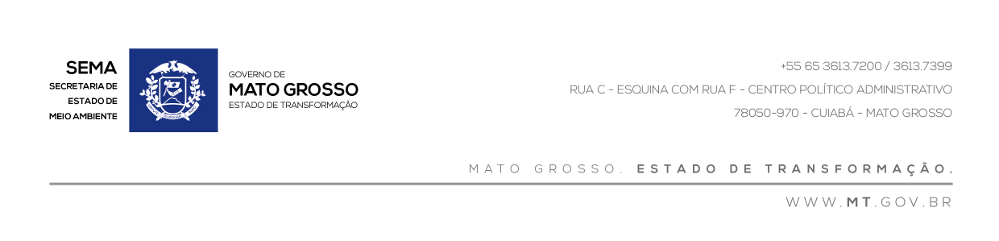 SEMA
SECRETARIA DE
ESTADO DE
MEIO AMBIENTE
GOVERNO DE
MATO GROSSO
ESTADO DE TRANSFORMAÇÃO
+55 65 3613.7200 / 3613.7399
RUA C - ESQUINA COM RUA F - CENTRO POLÍTICO ADMINISTRATIVO
78050-970 - CUIABÁ - MATO GROSSO
MATO GROSSO. ESTADO DE TRANSFORMAÇÃO.
WWW.MT.GOV.BR